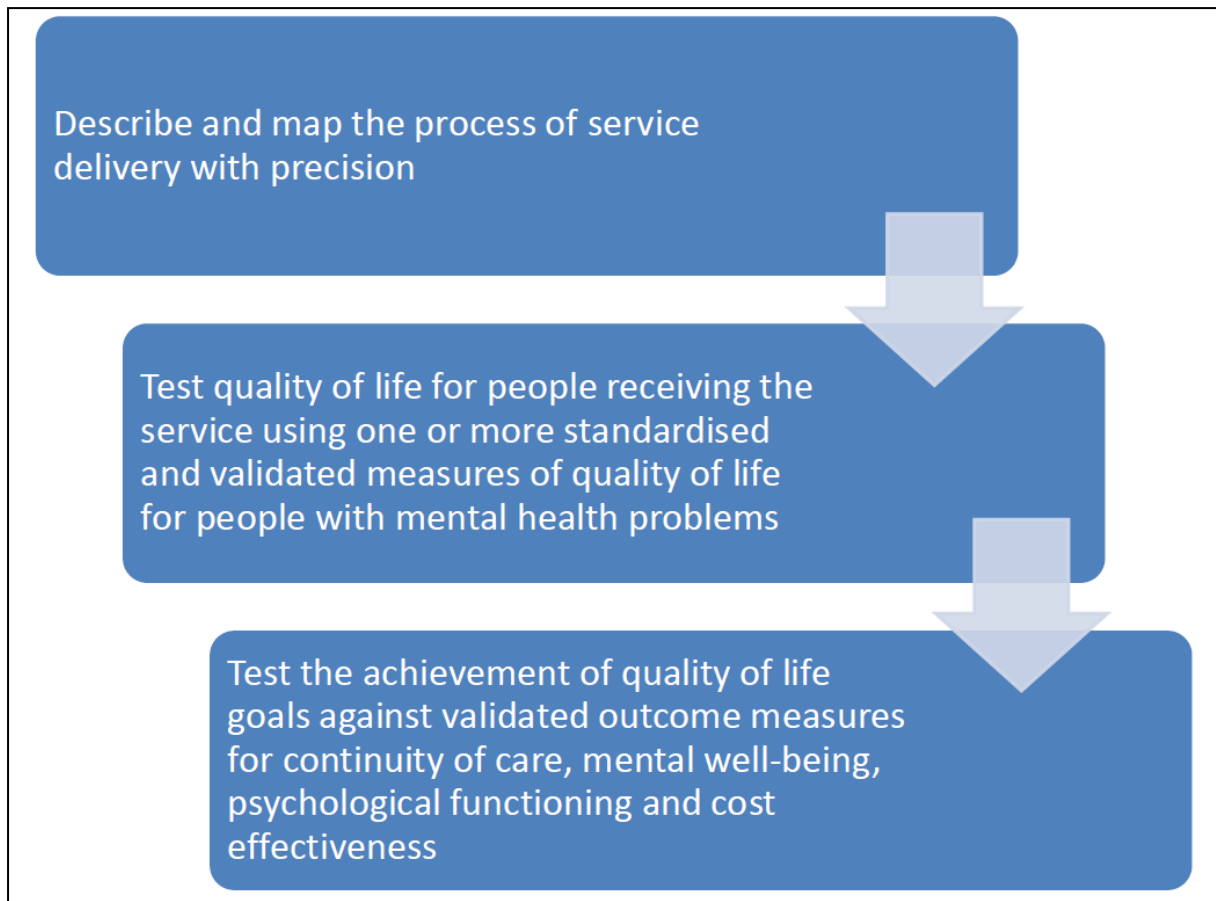 Describe and map the process of service
delivery with precision
Test quality of life for people receiving the
service using one or more standardised
and validated measures of quality of life
for people with mental health problems
Test the achievement of quality of life
goals against validated outcome measures
for continuity of care, mental well-being,
psychological functioning and cost
effectiveness